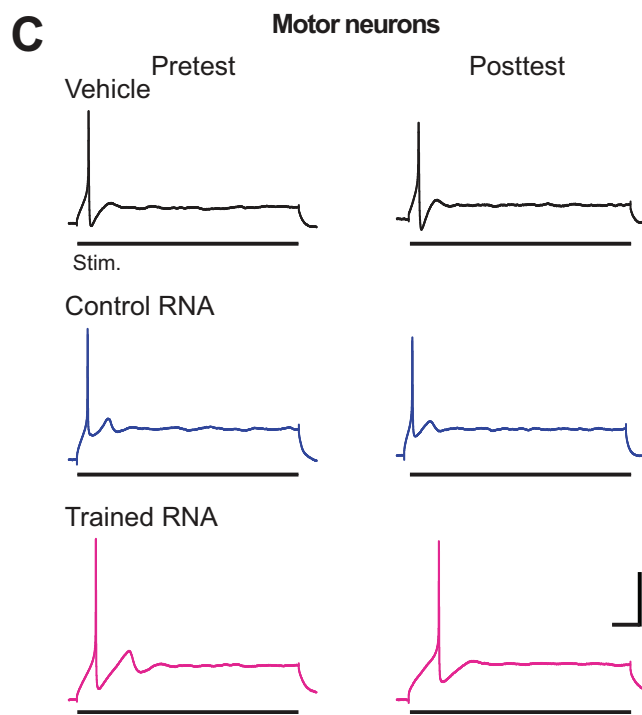 C
Motor neurons
Pretest
Posttest
Vehicle
Stim.
Control RNA
Trained RNA